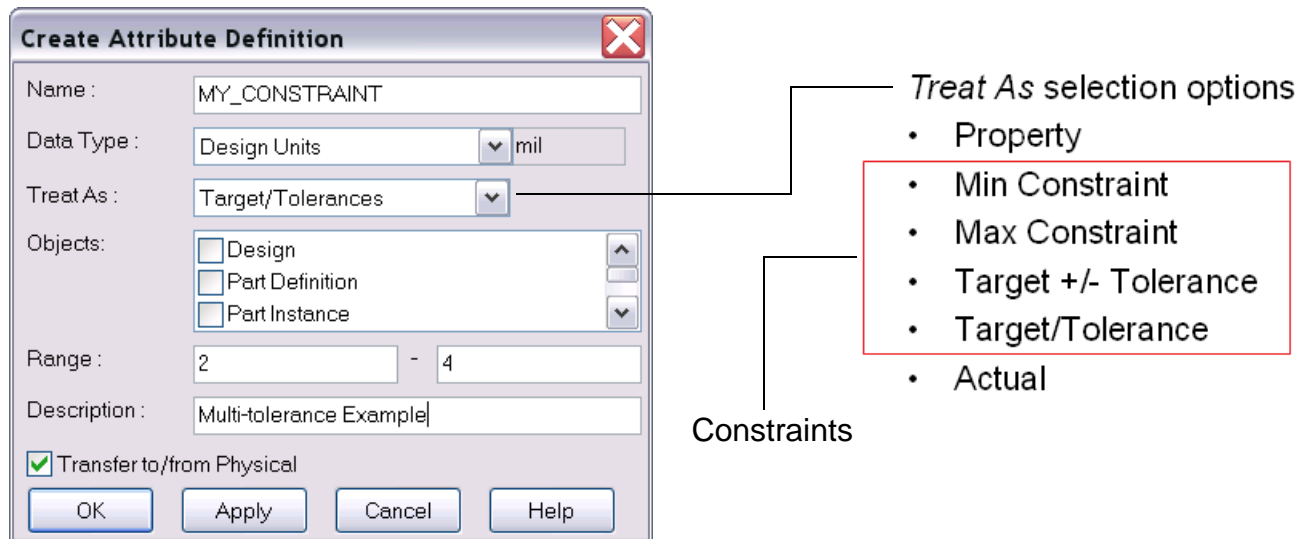 Create Attribute Definition
Name :
MY_CONSTRAINT
Data Type :
Design Units
mil
Treat As :
Target/Tolerances
Objects:
Design
Part Definition
Part Instance
Range :
2
-
4
Description :
Multi-tolerance Example
Transfer to/from Physical
OK
Apply
Cancel
Help
Treat As selection options
• Property
• Min Constraint
• Max Constraint
• Target +/- Tolerance
• Target/Tolerance
• Actual
Constraints